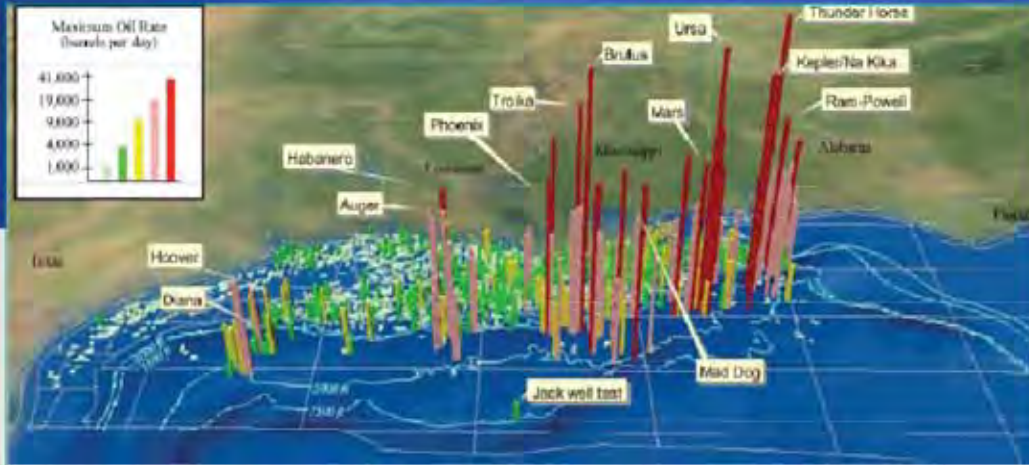 Maximum Oil Rate
(barrels per day)
41,000
19,000
9,000
4,000
1,000
Thunder Horse
Ursa
Kepler/Na Kika
Brutus
Troika
Ram-Powell
Mars
Phoenix
Mississippi
Alabama
Habanero
Louisiana
Auger
Texas
Hoover
Diana
Mad Dog
Jack well test